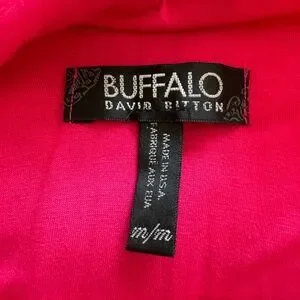 BUFFALO
DAVID BITTON
MADE IN U.S.A.
FABRIQUE AUX EUA
m/m